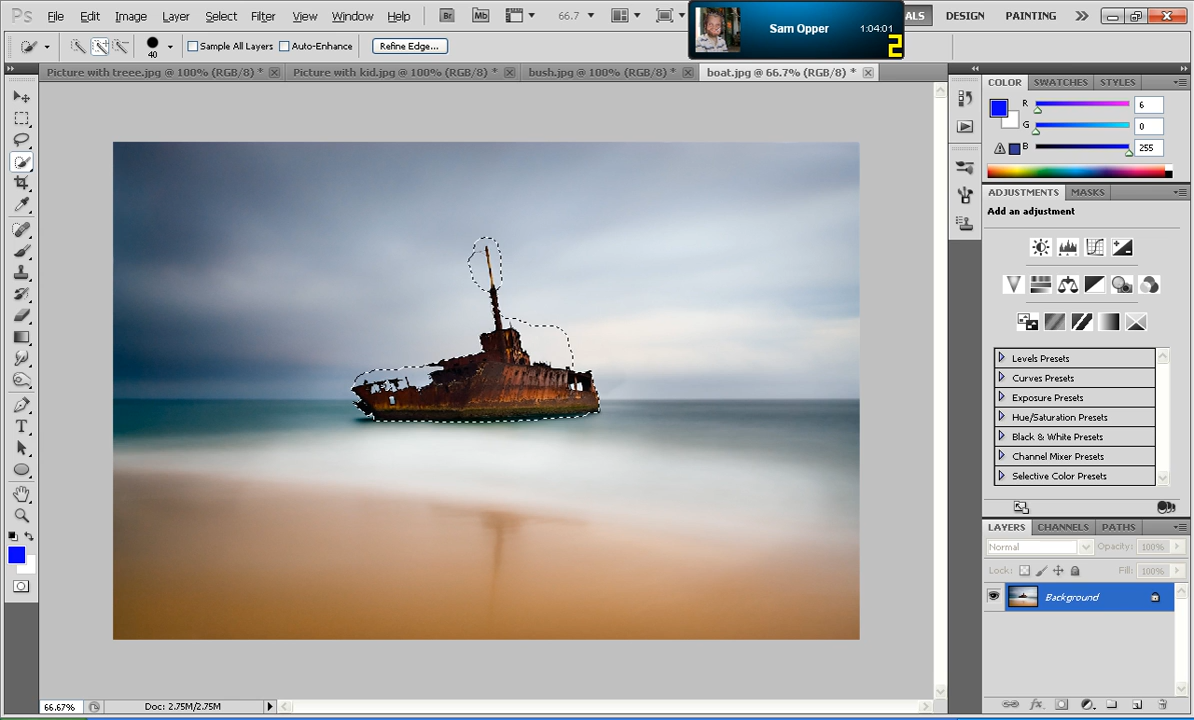 Ps File Edit Image Layer Select Filter View Window Help Br Mb 66.7 ALS DESIGN PAINTING
Sam Opper 1:04:01
2
40 Sample All Layers Auto-Enhance Refine Edge...
Picture with treee.jpg @ 100% (RGB/8) * Picture with kid.jpg @ 100% (RGB/8) * bush.jpg @ 100% (RGB/8) * boat.jpg @ 66.7% (RGB/8) *
COLOR SWATCHES STYLES
R 6
G 0
B 255
ADJUSTMENTS MASKS
Add an adjustment
Levels Presets
Curves Presets
Exposure Presets
Hue/Saturation Presets
Black & White Presets
Channel Mixer Presets
Selective Color Presets
LAYERS CHANNELS PATHS
Normal Opacity: 100%
Lock: Fill: 100%
Background
66.67% Doc: 2.75M/2.75M